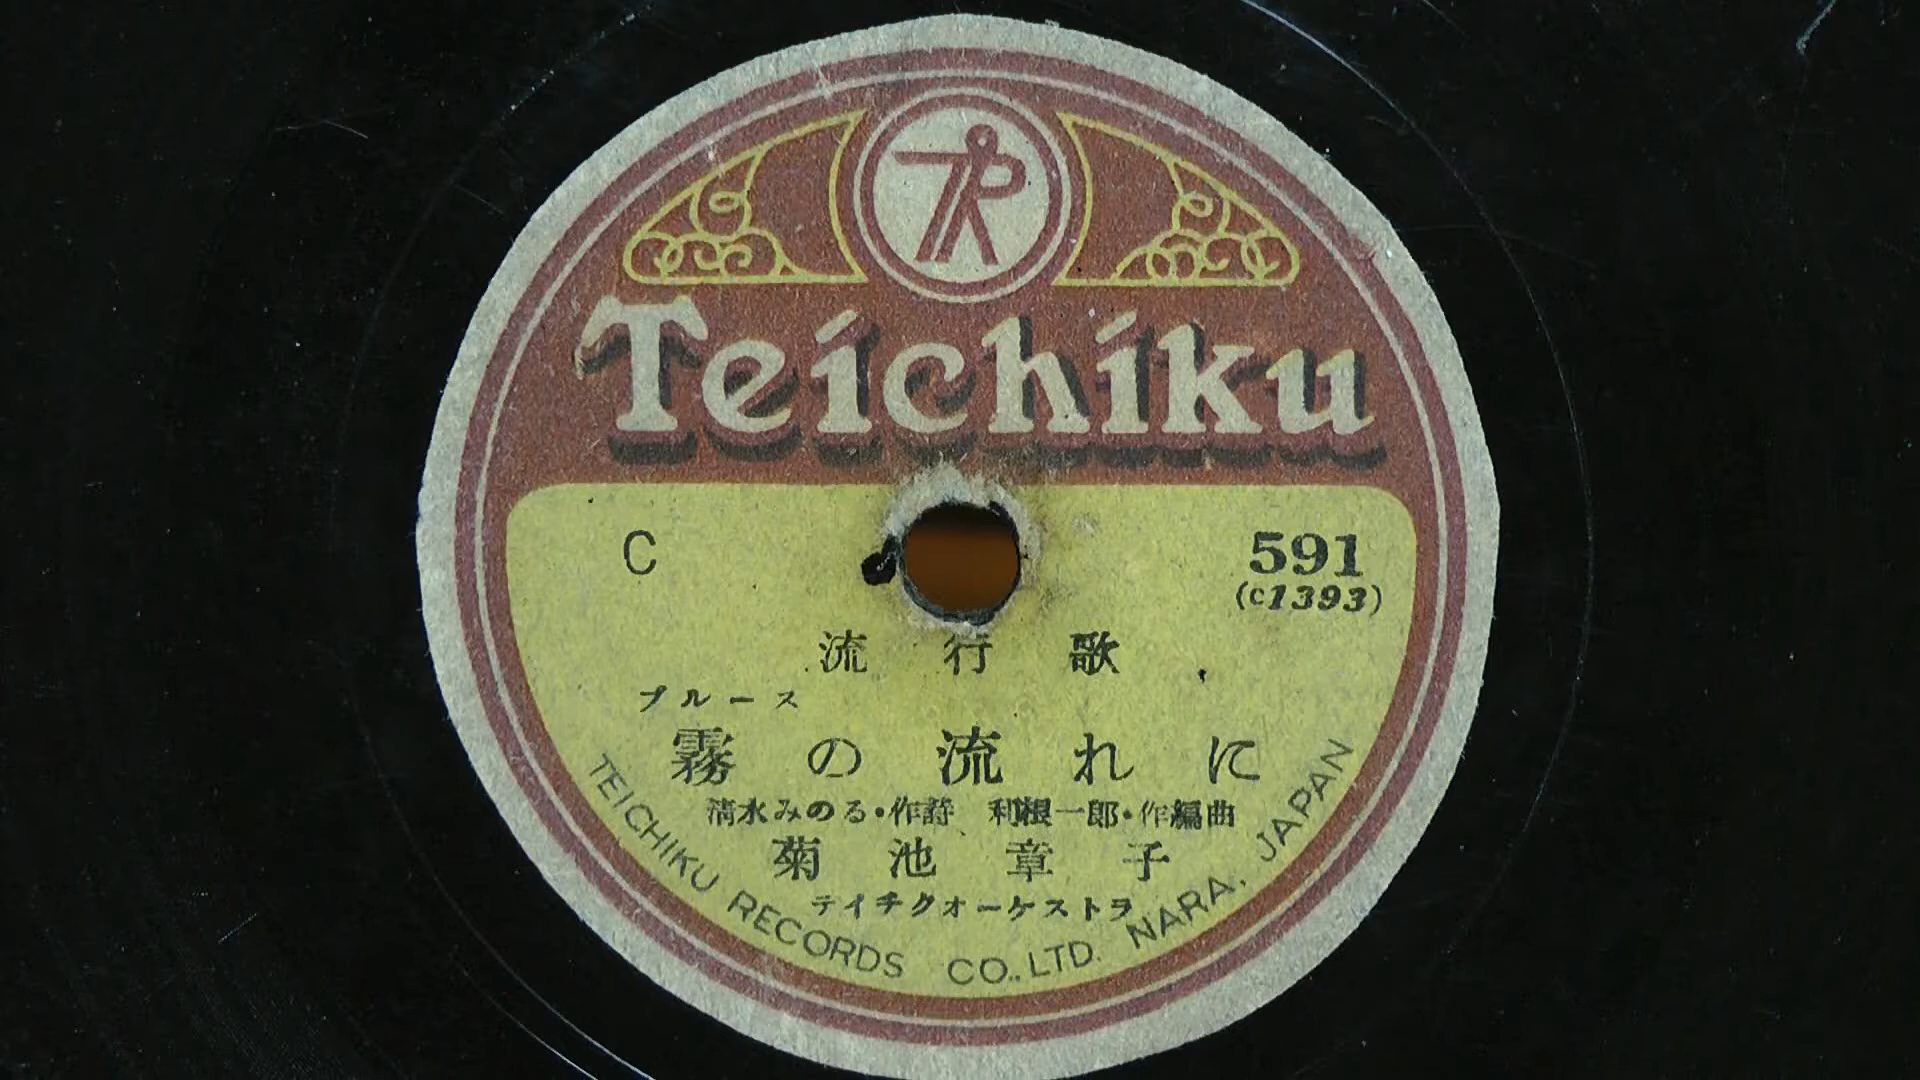 Teichiku
C
591
(c1393)
流行歌
ブルース
霧の流れに
清水みのる・作詩 利根一郎・作編曲
菊池章子
テイチクオーケストラ
TEICHIKU RECORDS CO., LTD. NARA, JAPAN